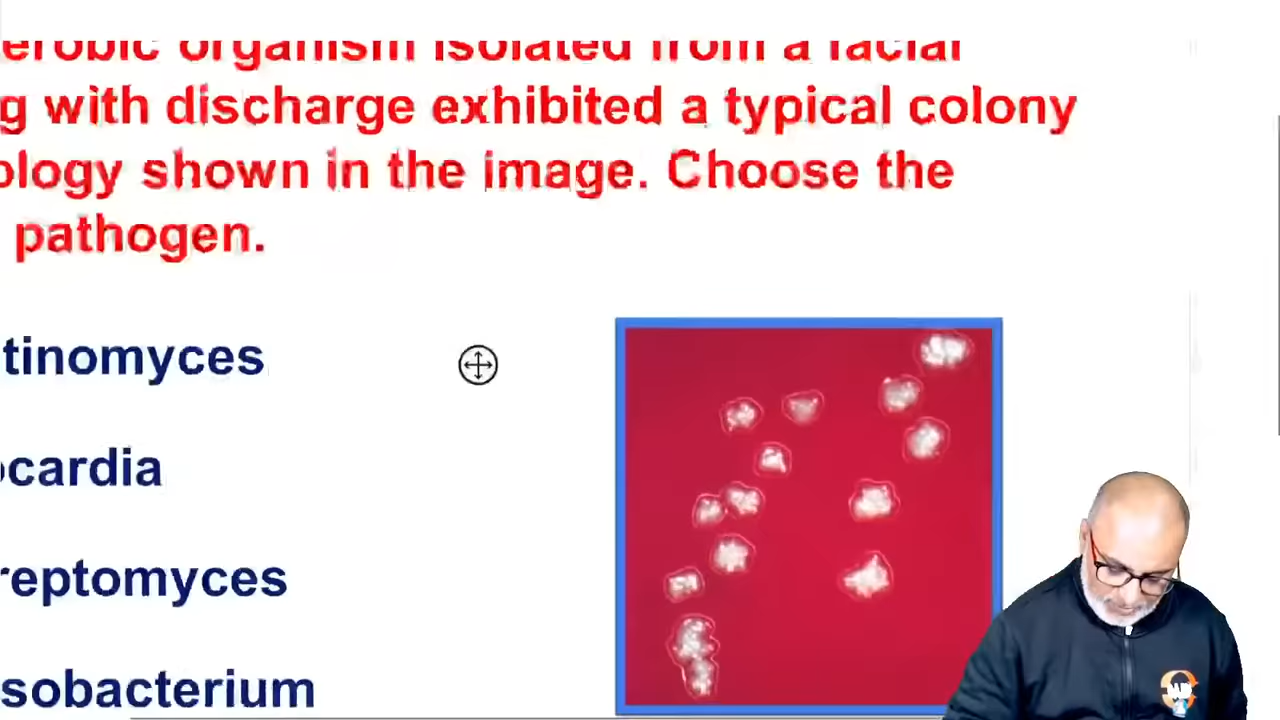 erobic organism isolated from a facial
g with discharge exhibited a typical colony
ology shown in the image. Choose the
pathogen.
tinomyces
ocardia
reptomyces
sobacterium